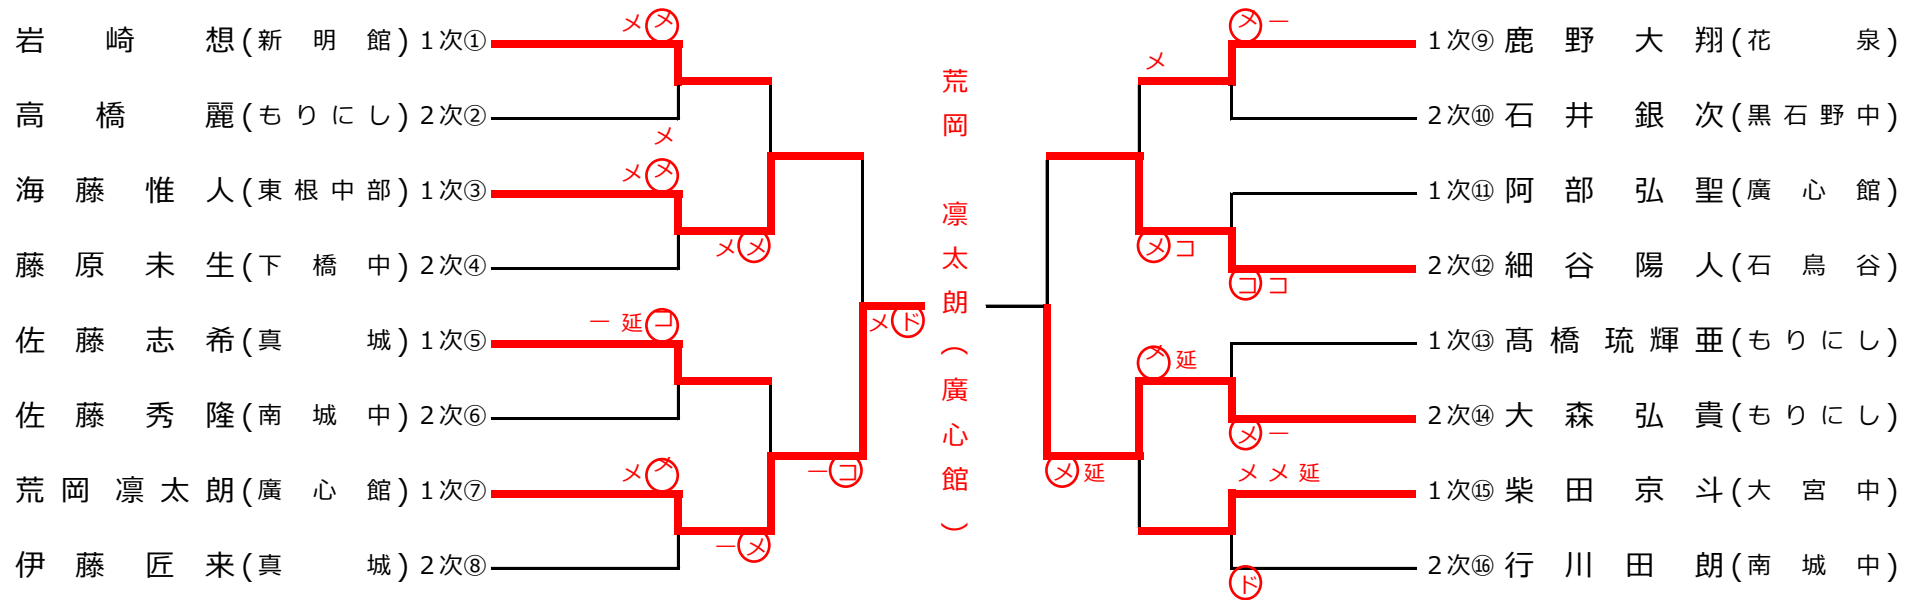 岩崎想(新明館)1次①
メメ
高橋麗(もりにし)2次②
メ
海藤惟人(東根中部)1次③
メメ
藤原未生(下橋中)2次④
メメ
佐藤志希(真城)1次⑤
一延コ
佐藤秀隆(南城中)2次⑥
荒岡凛太朗(廣心館)1次⑦
メメ
一コ
伊藤匠来(真城)2次⑧
一メ
メド
荒岡 凛太朗(廣心館)
メ一
1次⑨鹿野大翔(花泉)
メ
2次⑩石井銀次(黒石野中)
1次⑪阿部弘聖(廣心館)
メコ
2次⑫細谷陽人(石鳥谷)
ココ
1次⑬髙橋琉輝亜(もりにし)
メ延
2次⑭大森弘貴(もりにし)
メ一
メ延
メメ延
1次⑮柴田京斗(大宮中)
2次⑯行川田朗(南城中)
ド